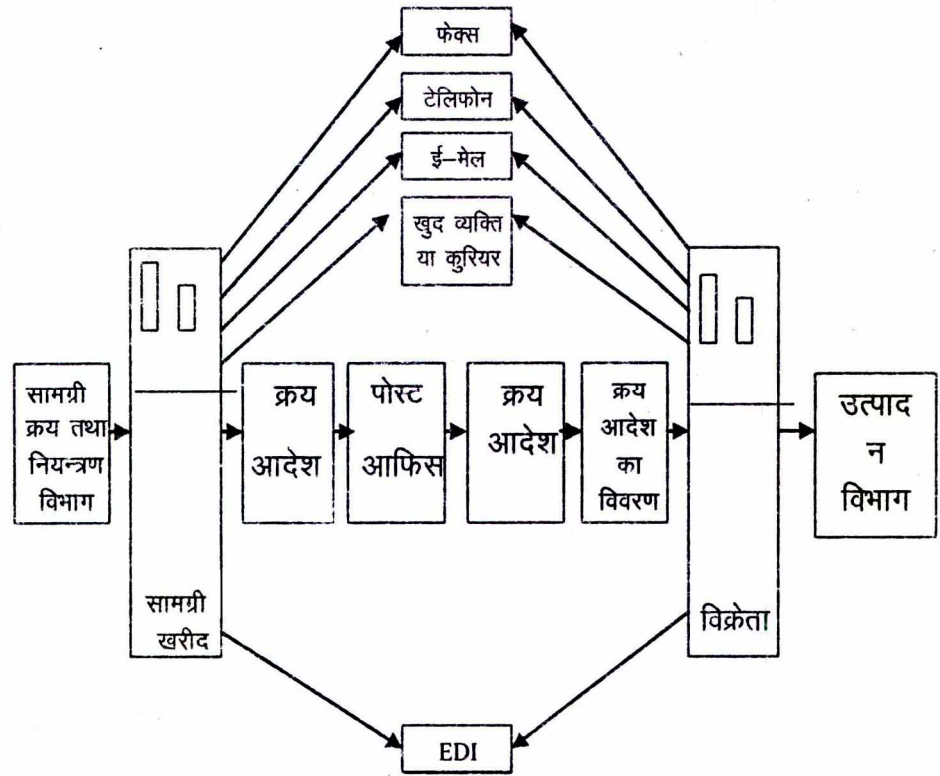 फेक्स
टेलिफोन
ई–मेल
खुद व्यक्ति
या कुरियर
सामग्री
क्रय तथा
नियन्त्रण
विभाग
क्रय
आदेश
पोस्ट
आफिस
क्रय
आदेश
क्रय
आदेश
का
विवरण
उत्पाद
न
विभाग
सामग्री
खरीद
विक्रेता
EDI